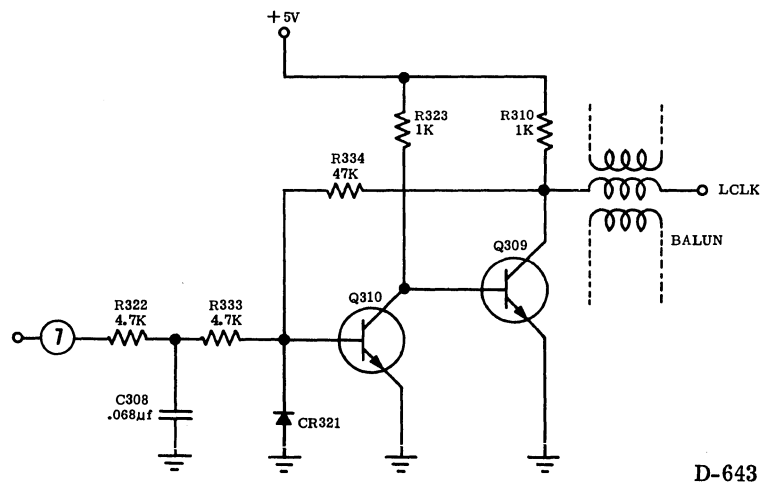 +5V
R323
1K
R310
1K
R334
47K
LCLK
BALUN
Q309
Q310
R322
4.7K
R333
4.7K
7
C308
.068µf
CR321
D-643